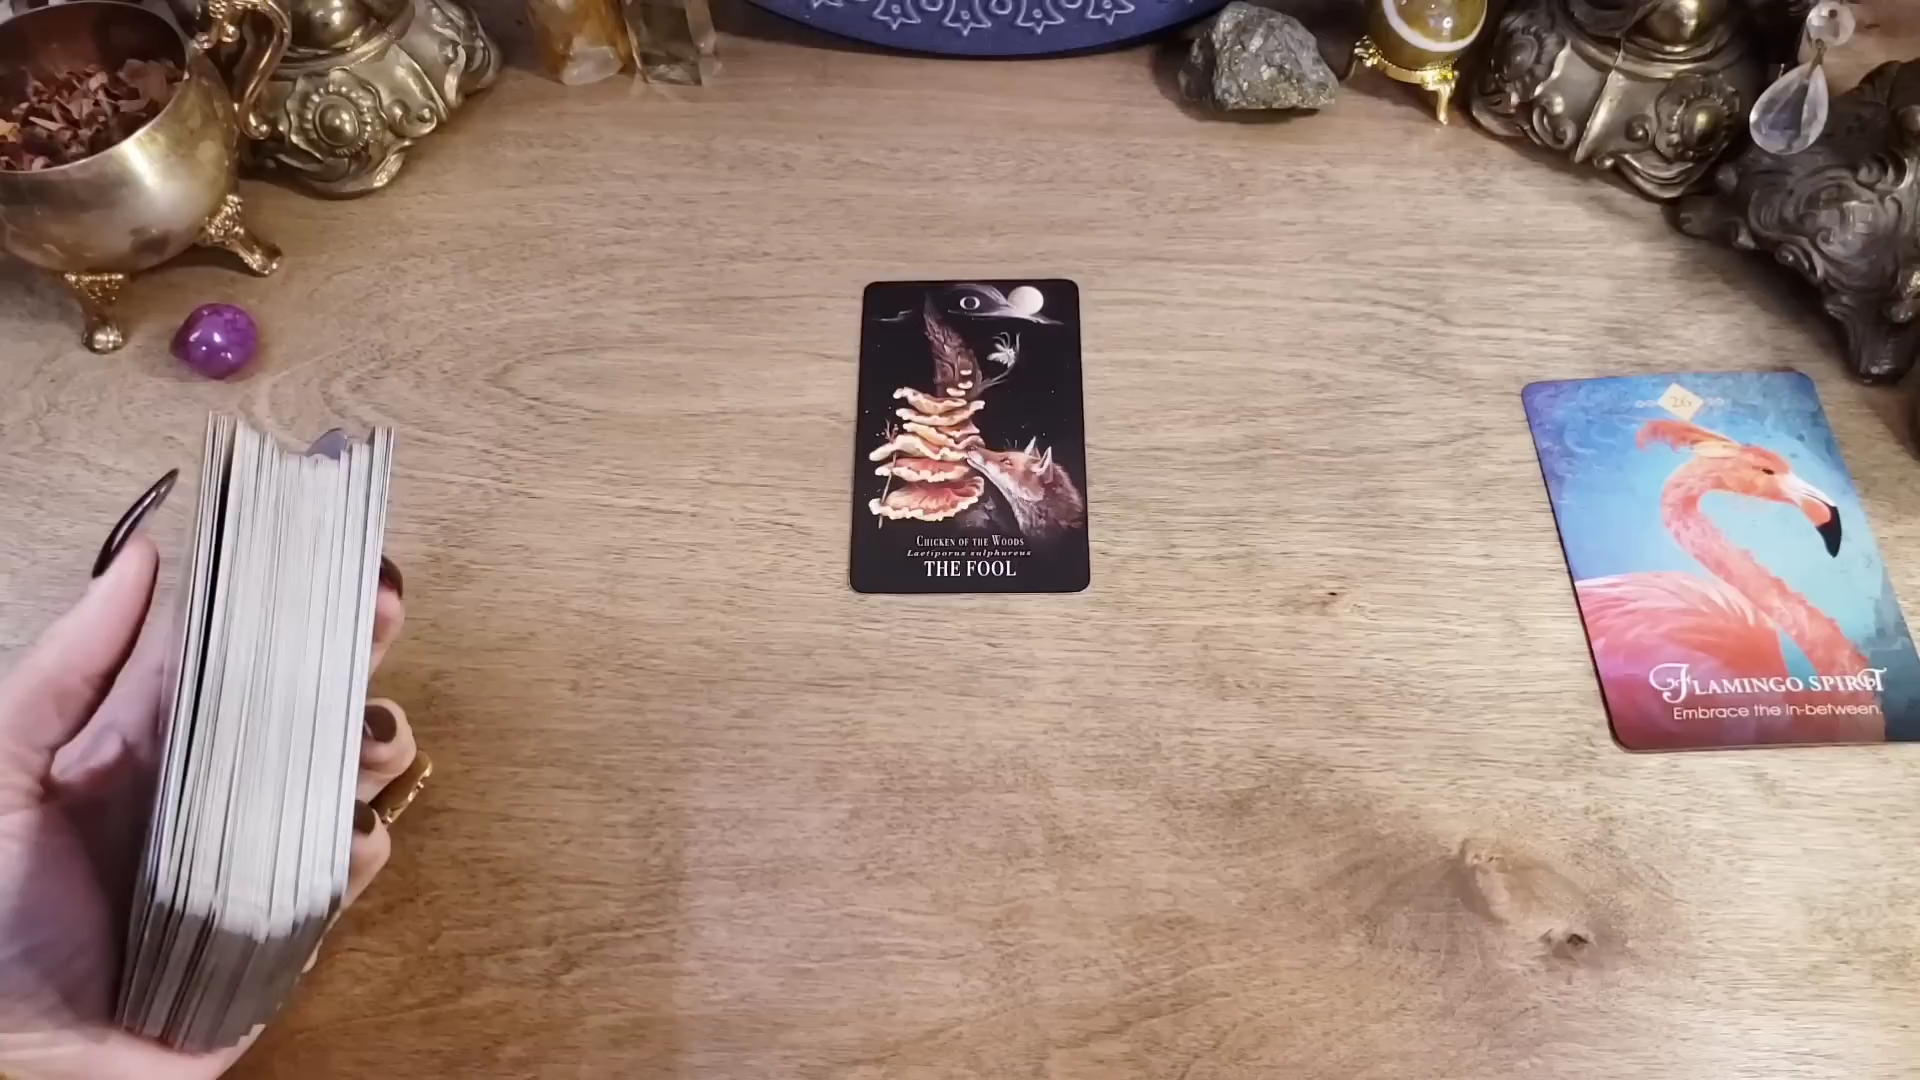 0
CHICKEN OF THE WOODS
Laetiporus sulphureus
THE FOOL
26
FLAMINGO SPIRIT
Embrace the in-between.